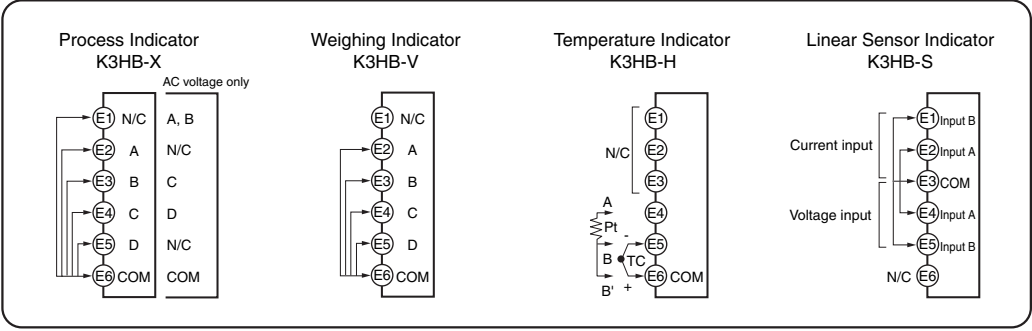 Process Indicator
K3HB-X
AC voltage only
E1 N/C A, B
E2 A N/C
E3 B C
E4 C D
E5 D N/C
E6 COM COM
Weighing Indicator
K3HB-V
E1 N/C
E2 A
E3 B
E4 C
E5 D
E6 COM
Temperature Indicator
K3HB-H
E1
N/C E2
E3
A E4
Pt
B - E5
TC
B' + E6 COM
Linear Sensor Indicator
K3HB-S
E1 Input B
Current input E2 Input A
E3 COM
Voltage input E4 Input A
E5 Input B
N/C E6